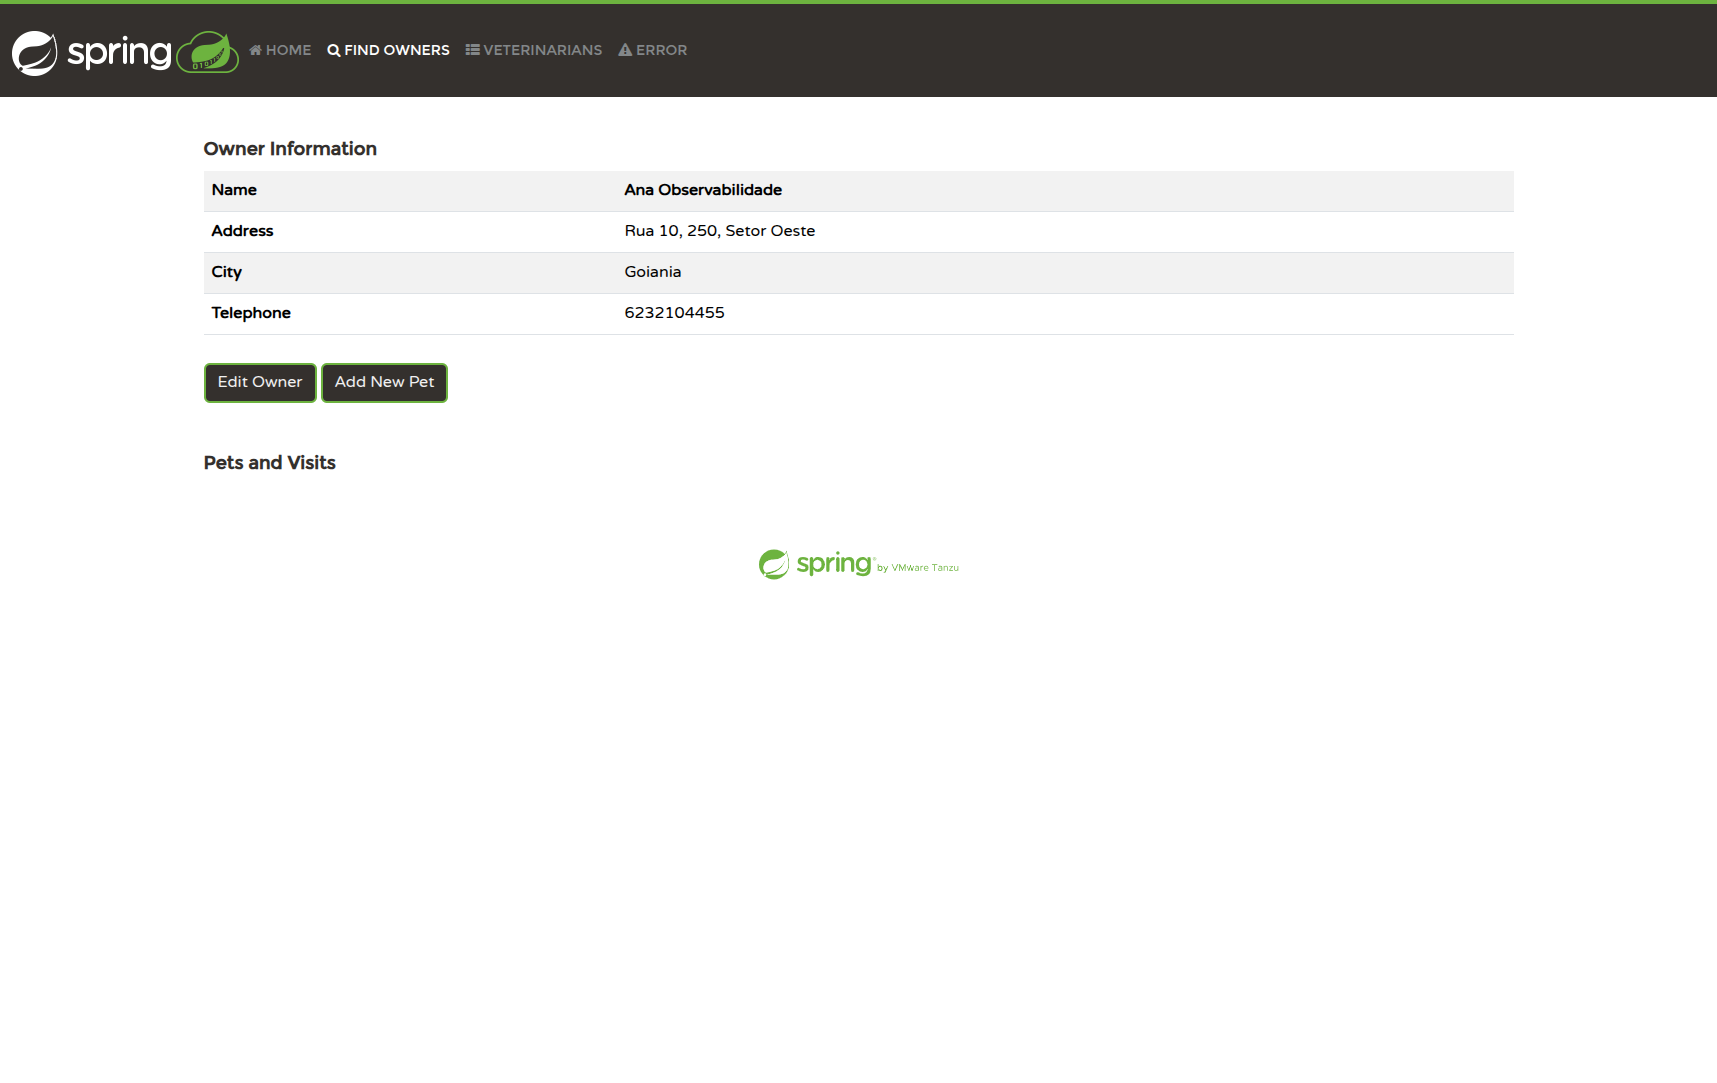 spring HOME FIND OWNERS VETERINARIANS ERROR
Owner Information
Name Ana Observabilidade
Address Rua 10, 250, Setor Oeste
City Goiania
Telephone 6232104455
Edit Owner Add New Pet
Pets and Visits
spring by VMware Tanzu